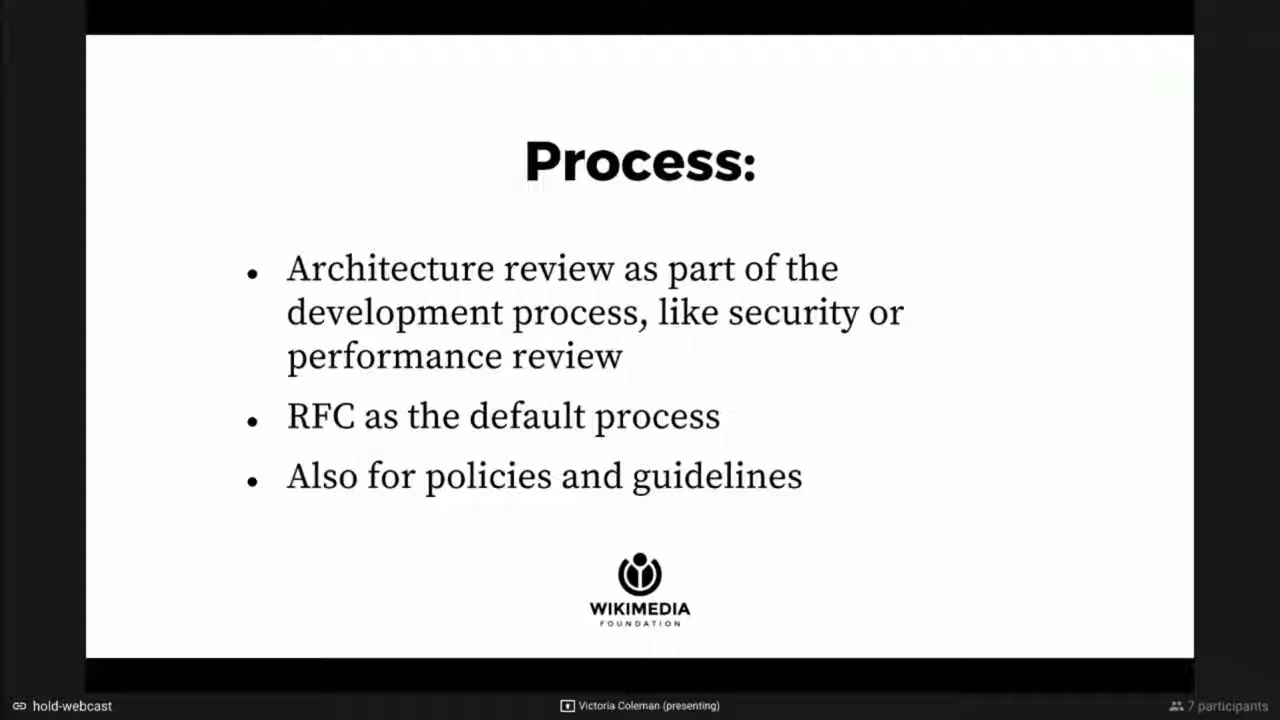 Process:
• Architecture review as part of the
development process, like security or
performance review
• RFC as the default process
• Also for policies and guidelines
WIKIMEDIA
FOUNDATION
hold-webcast
Victoria Coleman (presenting)
7 participants